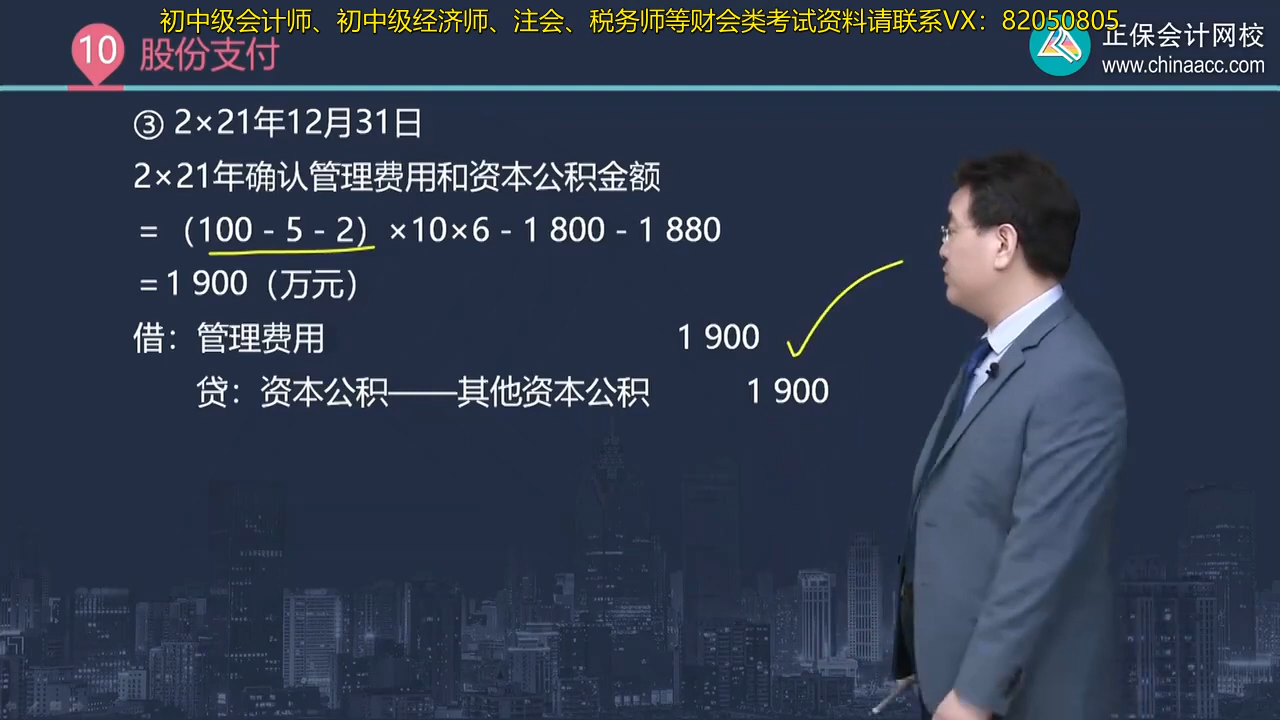 初中级会计师、初中级经济师、注会、税务师等财会类考试资料请联系VX：82050805
10 股份支付
正保会计网校
www.chinaacc.com
③ 2×21年12月31日
2×21年确认管理费用和资本公积金额
=（100 - 5 - 2）×10×6 - 1 800 - 1 880
= 1 900（万元）
借：管理费用 1 900
贷：资本公积——其他资本公积 1 900